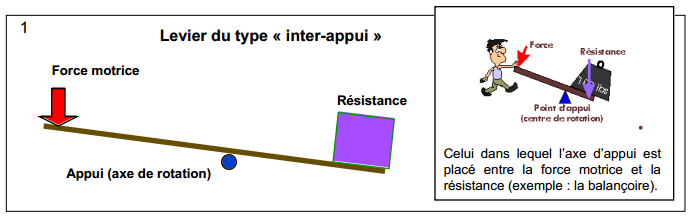 1
Levier du type « inter-appui »
Force motrice
Résistance
Appui (axe de rotation)
Force
Résistance
Point d'appui
(centre de rotation)
Celui dans lequel l'axe d'appui est
placé entre la force motrice et la
résistance (exemple : la balançoire).